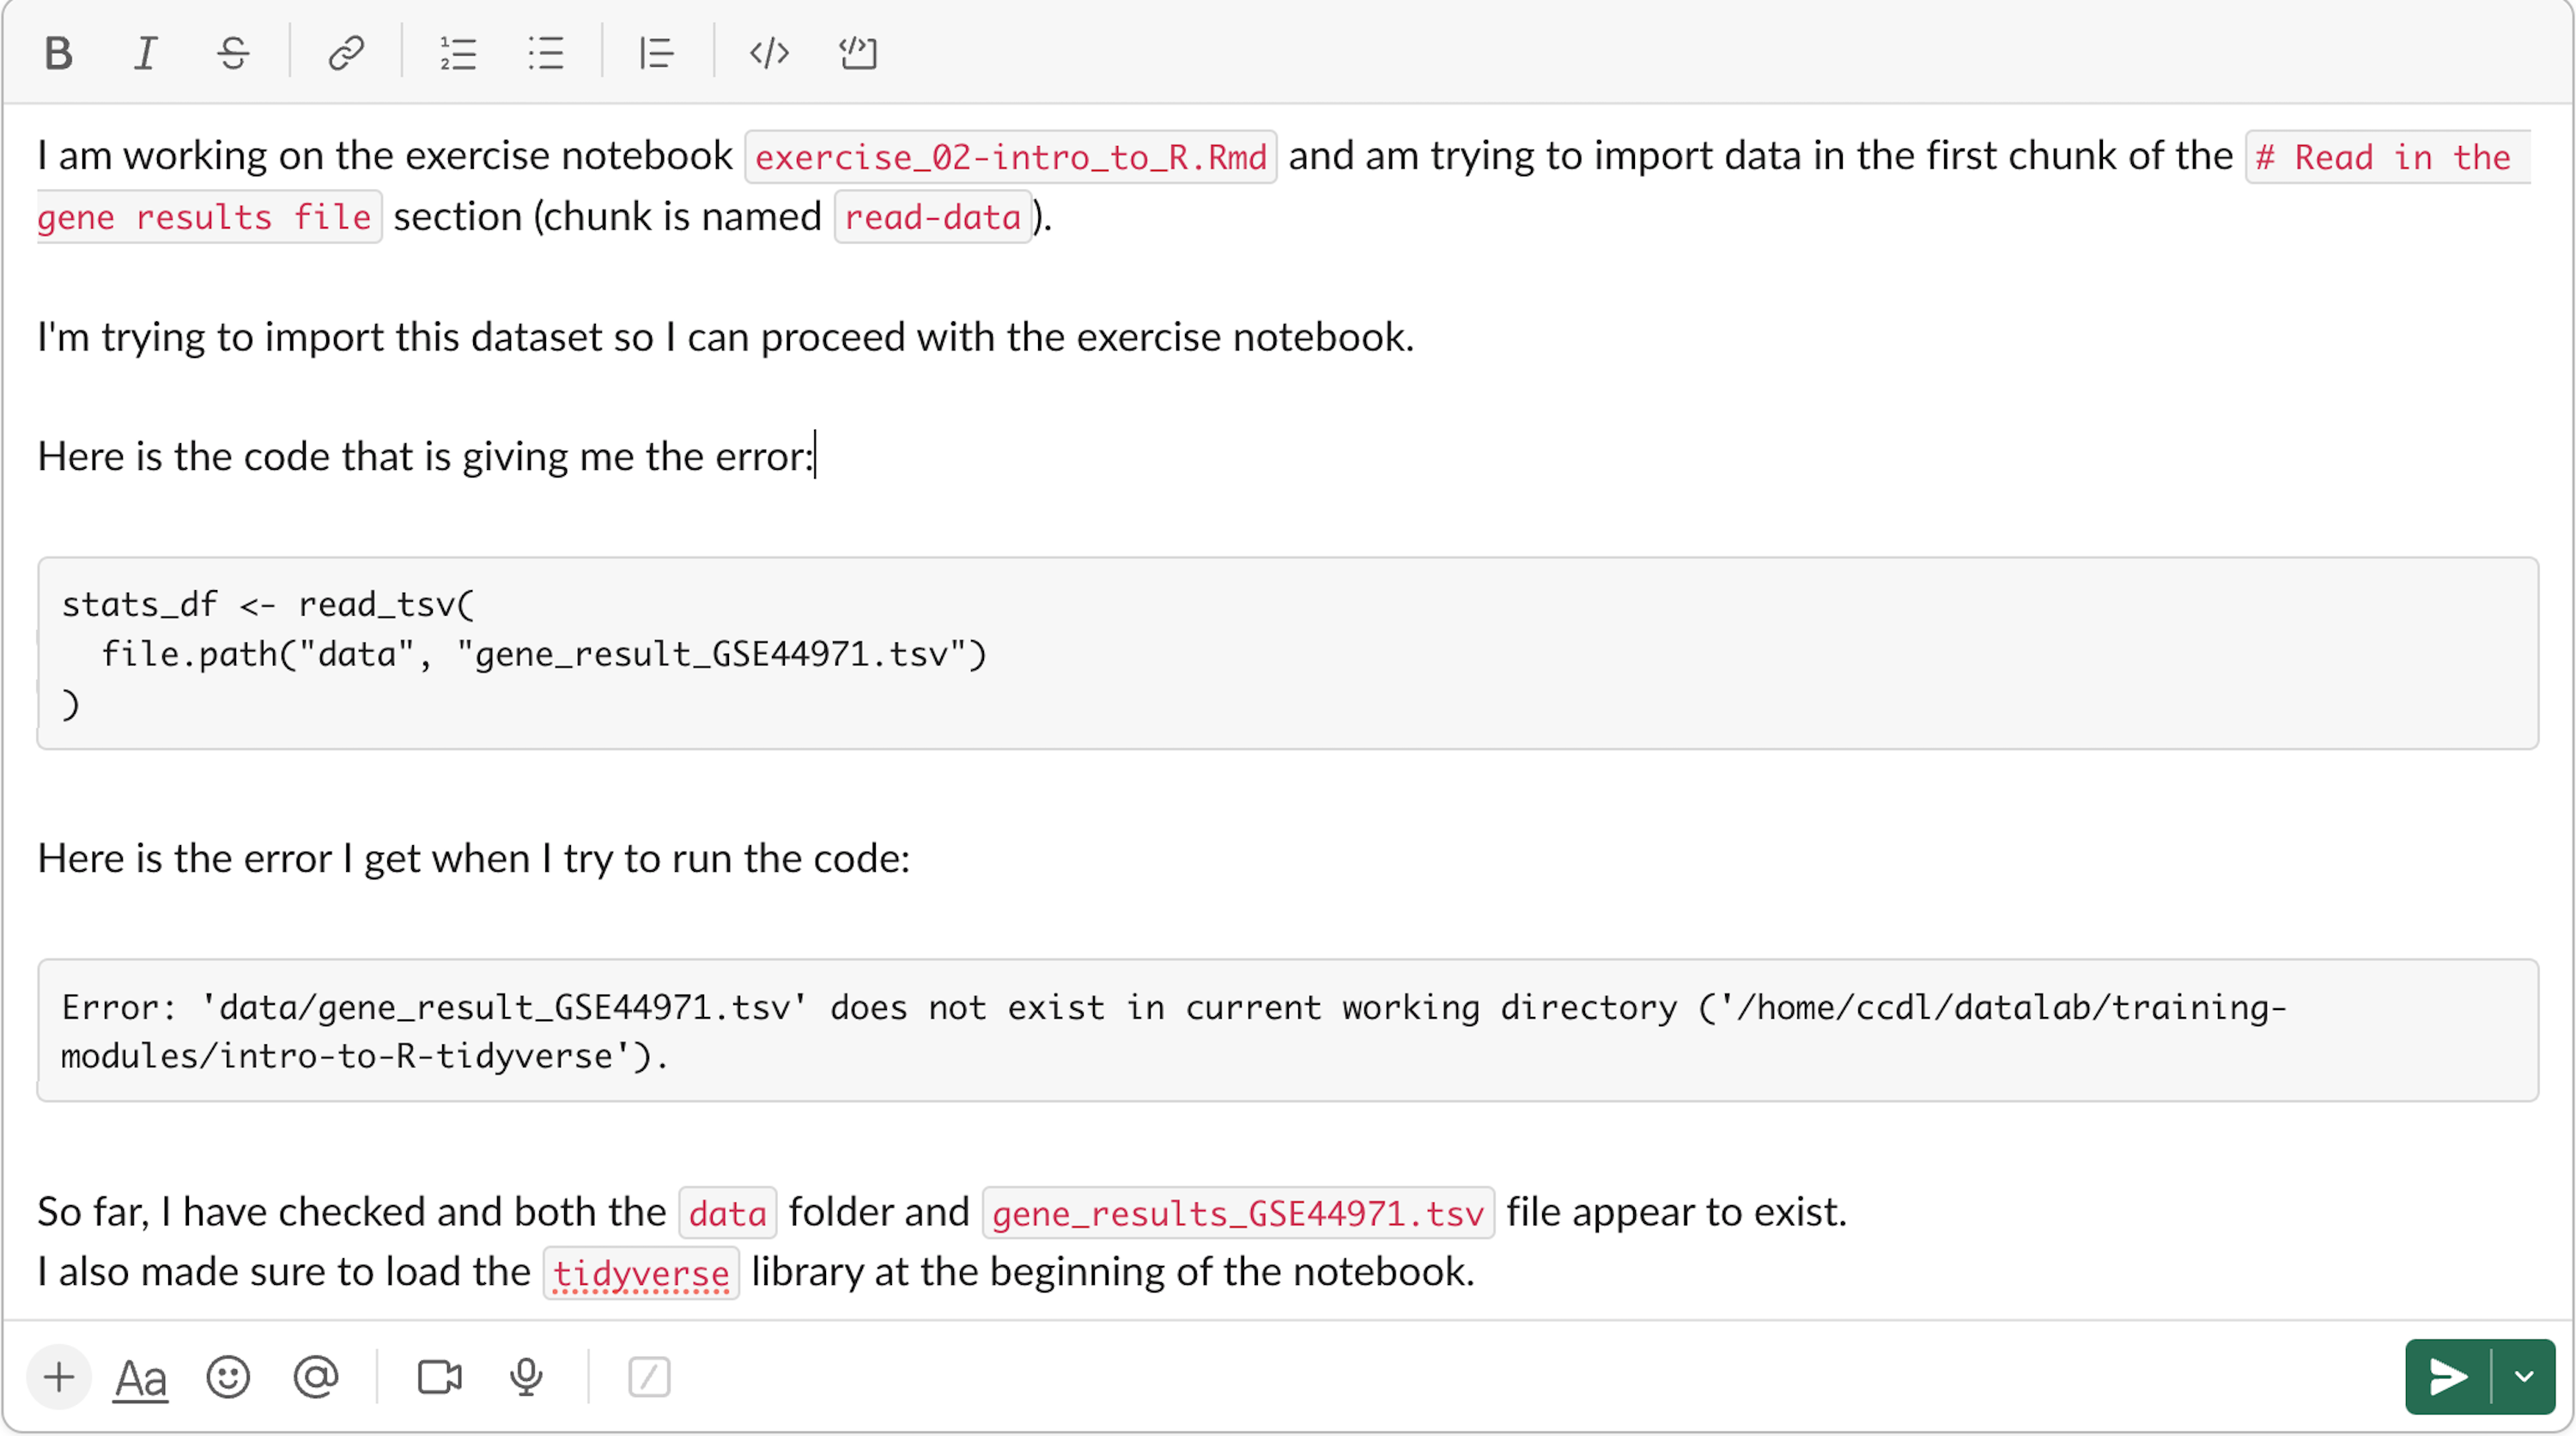 I am working on the exercise notebook exercise_02-intro_to_R.Rmd and am trying to import data in the first chunk of the # Read in the
gene results file section (chunk is named read-data).
I'm trying to import this dataset so I can proceed with the exercise notebook.
Here is the code that is giving me the error:
stats_df <- read_tsv(
  file.path("data", "gene_result_GSE44971.tsv")
)
Here is the error I get when I try to run the code:
Error: 'data/gene_result_GSE44971.tsv' does not exist in current working directory ('/home/ccdl/datalab/training-
modules/intro-to-R-tidyverse').
So far, I have checked and both the data folder and gene_results_GSE44971.tsv file appear to exist.
I also made sure to load the tidyverse library at the beginning of the notebook.